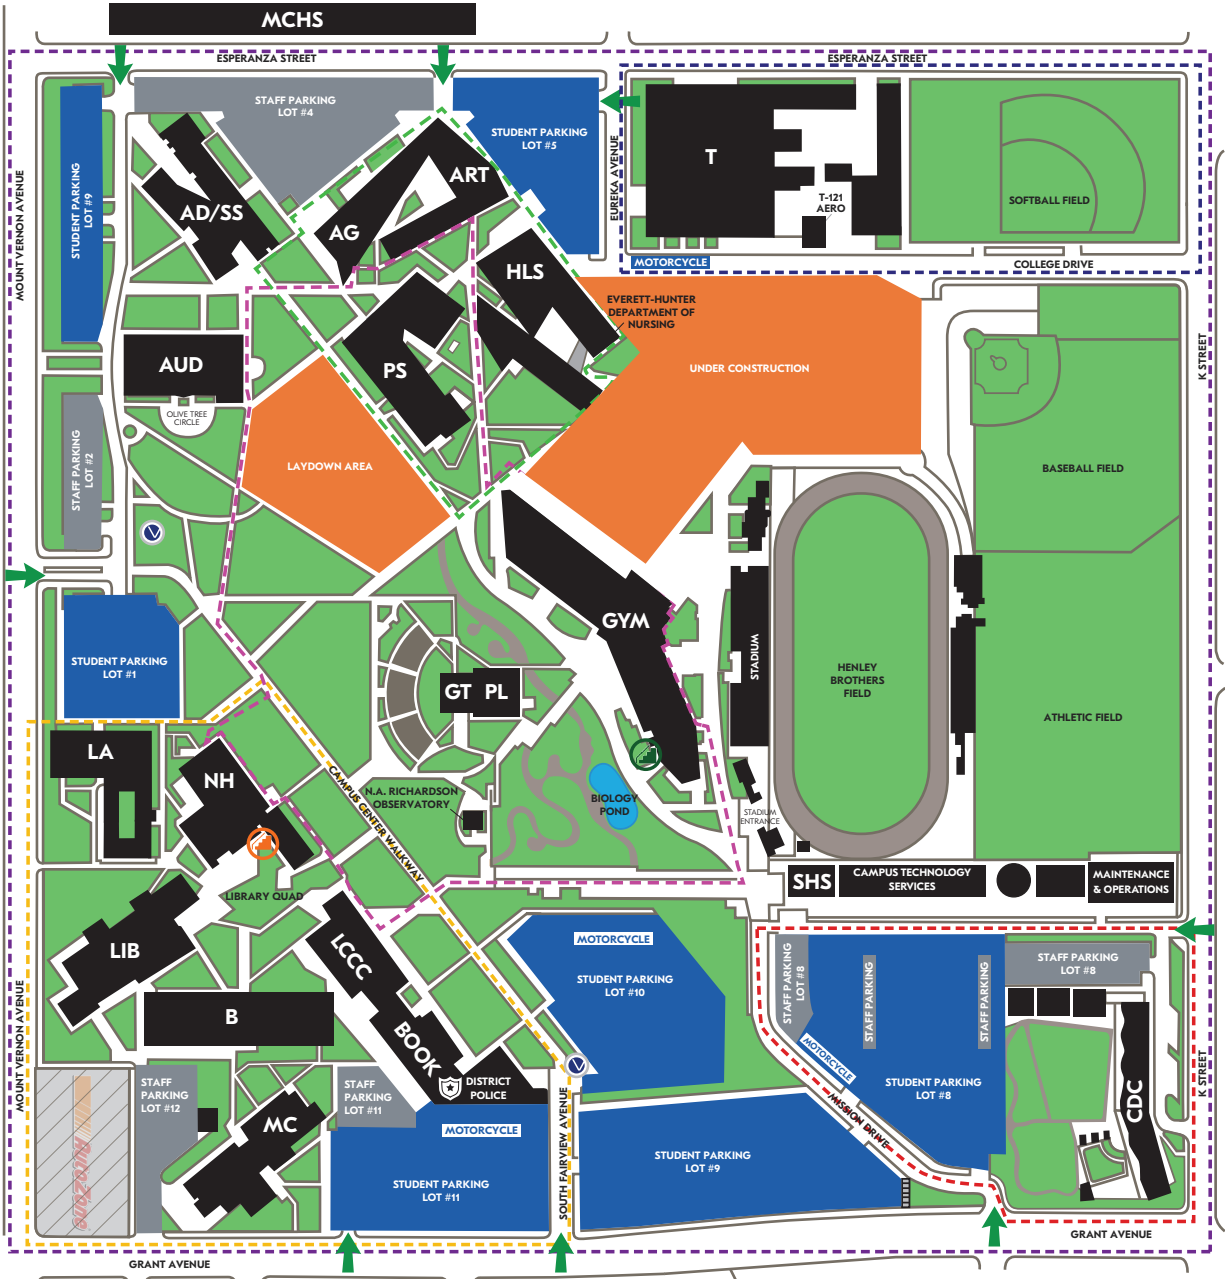 MCHS
ESPERANZA STREET
ESPERANZA STREET
STAFF PARKING
LOT #4
STUDENT PARKING
LOT #5
STUDENT PARKING
LOT #9
MOUNT VERNON AVENUE
EUREKA AVENUE
T
T-121
AERO
SOFTBALL FIELD
ART
AD/SS
AG
HLS
MOTORCYCLE
COLLEGE DRIVE
EVERETT-HUNTER
DEPARTMENT OF
NURSING
UNDER CONSTRUCTION
K STREET
AUD
PS
OLIVE TREE
CIRCLE
STAFF PARKING
LOT #2
LAYDOWN AREA
BASEBALL FIELD
V
GYM
STADIUM
HENLEY
BROTHERS
FIELD
STUDENT PARKING
LOT #1
GT
PL
ATHLETIC FIELD
LA
NH
CAMPUS CENTER WALKWAY
N.A. RICHARDSON
OBSERVATORY
BIOLOGY
POND
STADIUM
ENTRANCE
SHS
CAMPUS TECHNOLOGY
SERVICES
MAINTENANCE
& OPERATIONS
LIBRARY QUAD
LIB
LCCC
MOTORCYCLE
STUDENT PARKING
LOT #10
STAFF PARKING
LOT #8
STAFF PARKING
STAFF PARKING
STAFF PARKING
LOT #8
B
BOOK
MOUNT VERNON AVENUE
V
MOTORCYCLE
STUDENT PARKING
LOT #8
K STREET
STAFF
PARKING
LOT #12
STAFF
PARKING
LOT #11
DISTRICT
POLICE
MC
MOTORCYCLE
MISSION DRIVE
CDC
AutoZone
STUDENT PARKING
LOT #11
SOUTH FAIRVIEW AVENUE
STUDENT PARKING
LOT #9
GRANT AVENUE
GRANT AVENUE